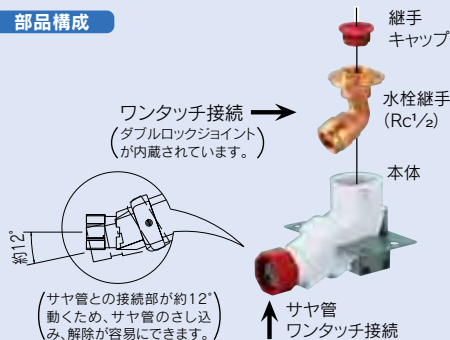 部品構成
継手
キャップ
水栓継手
(Rc½)
ワンタッチ接続
(ダブルロックジョイント
が内蔵されています。)
本体
約12°
(サヤ管との接続部が約12°
動くため、サヤ管のさし込
み、解除が容易にできます。)
サヤ管
ワンタッチ接続